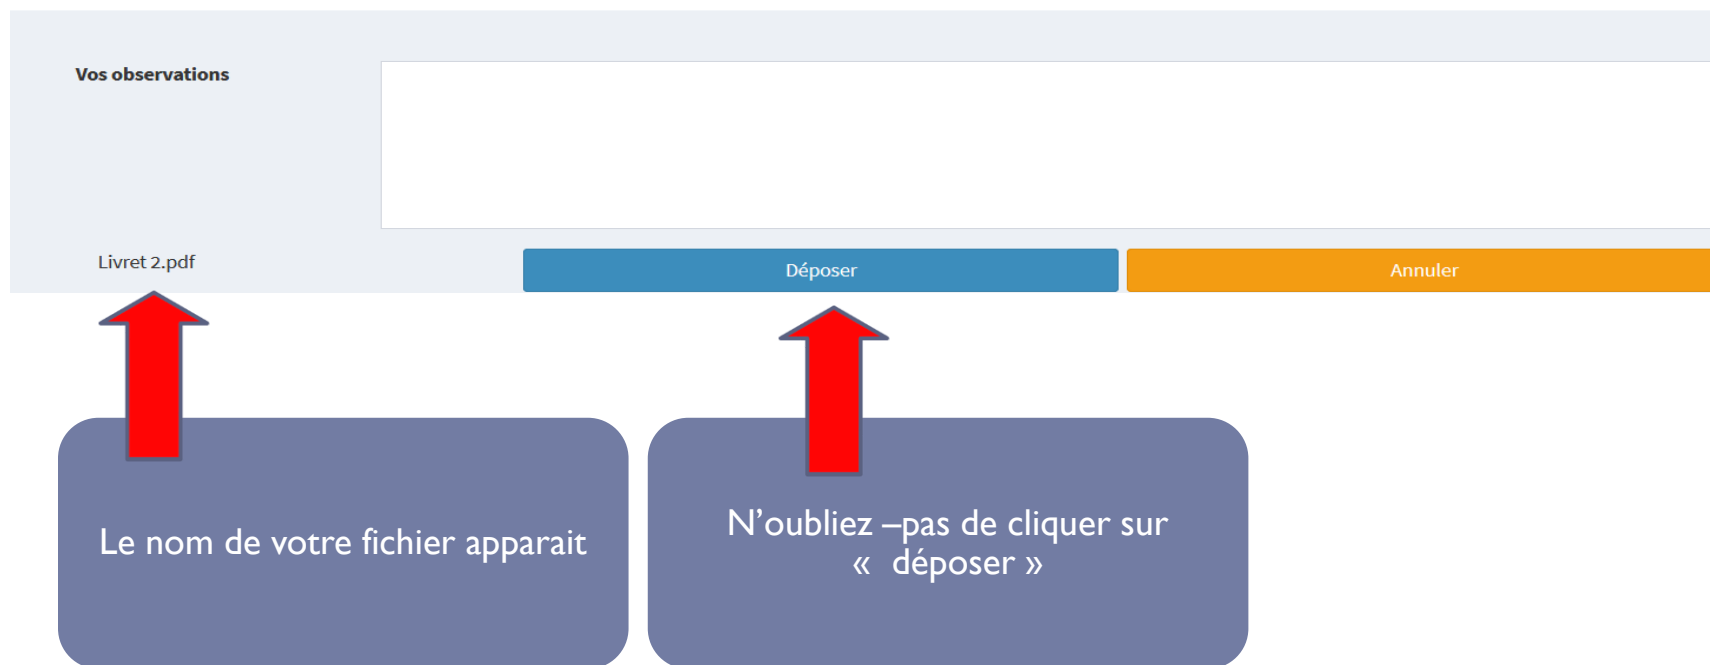 Vos observations
Livret 2.pdf
Déposer
Annuler
Le nom de votre fichier apparait
N’oubliez –pas de cliquer sur
«  déposer »